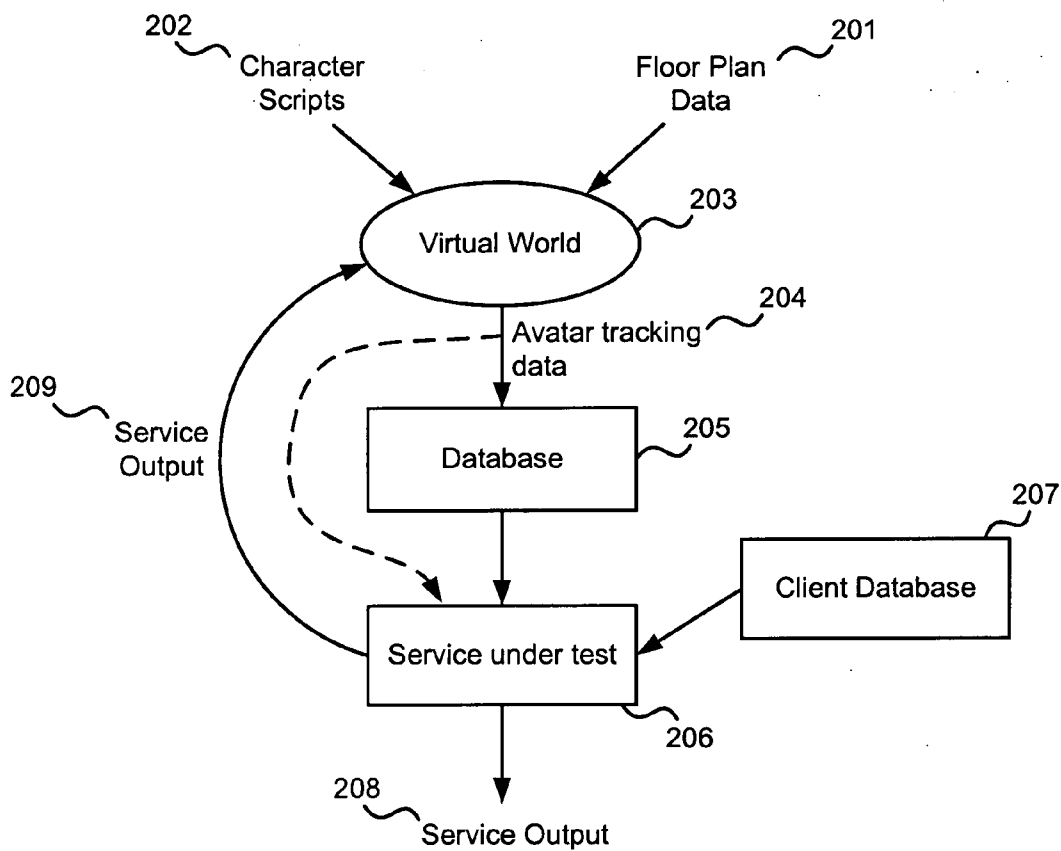 202
Character
Scripts
201
Floor Plan
Data
203
Virtual World
204
Avatar tracking
data
209
Service
Output
205
Database
207
Client Database
Service under test
206
208
Service Output